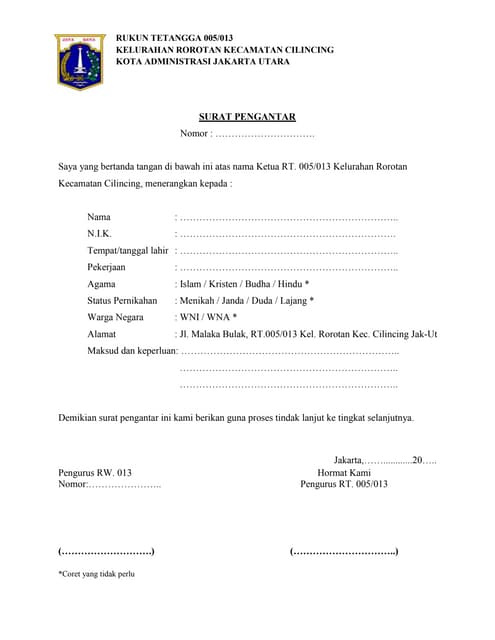 JAYA RAYA
RUKUN TETANGGA 005/013
KELURAHAN ROROTAN KECAMATAN CILINCING
KOTA ADMINISTRASI JAKARTA UTARA
SURAT PENGANTAR
Nomor : ………………………….
Saya yang bertanda tangan di bawah ini atas nama Ketua RT. 005/013 Kelurahan Rorotan
Kecamatan Cilincing, menerangkan kepada :
Nama : …………………………………………………………..
N.I.K. : ………………………………………………………….
Tempat/tanggal lahir : …………………………………………………………..
Pekerjaan : …………………………………………………………..
Agama : Islam / Kristen / Budha / Hindu *
Status Pernikahan : Menikah / Janda / Duda / Lajang *
Warga Negara : WNI / WNA *
Alamat : Jl. Malaka Bulak, RT.005/013 Kel. Rorotan Kec. Cilincing Jak-Ut
Maksud dan keperluan: …………………………………………………………..
…………………………………………………………..
…………………………………………………………..
Demikian surat pengantar ini kami berikan guna proses tindak lanjut ke tingkat selanjutnya.
Jakarta,……............20…..
Pengurus RW. 013 Hormat Kami
Nomor:………………….. Pengurus RT. 005/013
(……………………….) (…………………………..)
*Coret yang tidak perlu